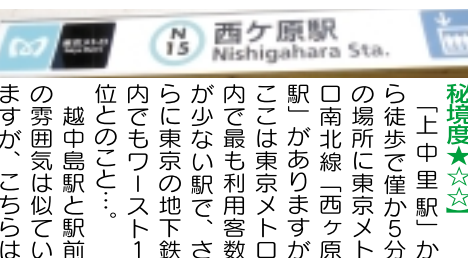 N
15
西ケ原駅
Nishigahara Sta.
秘境度★☆☆】
「上中里駅」か
ら徒歩で僅か5分
の場所に東京メト
口南北線「西ヶ原
駅」がありますが
ここは東京メトロ
内で最も利用客数
が少ない駅で、さ
らに東京の地下鉄
内でもワースト1
位とのこと…。
越中島駅と駅前
の雰囲気は似てい
ますが、こちらは